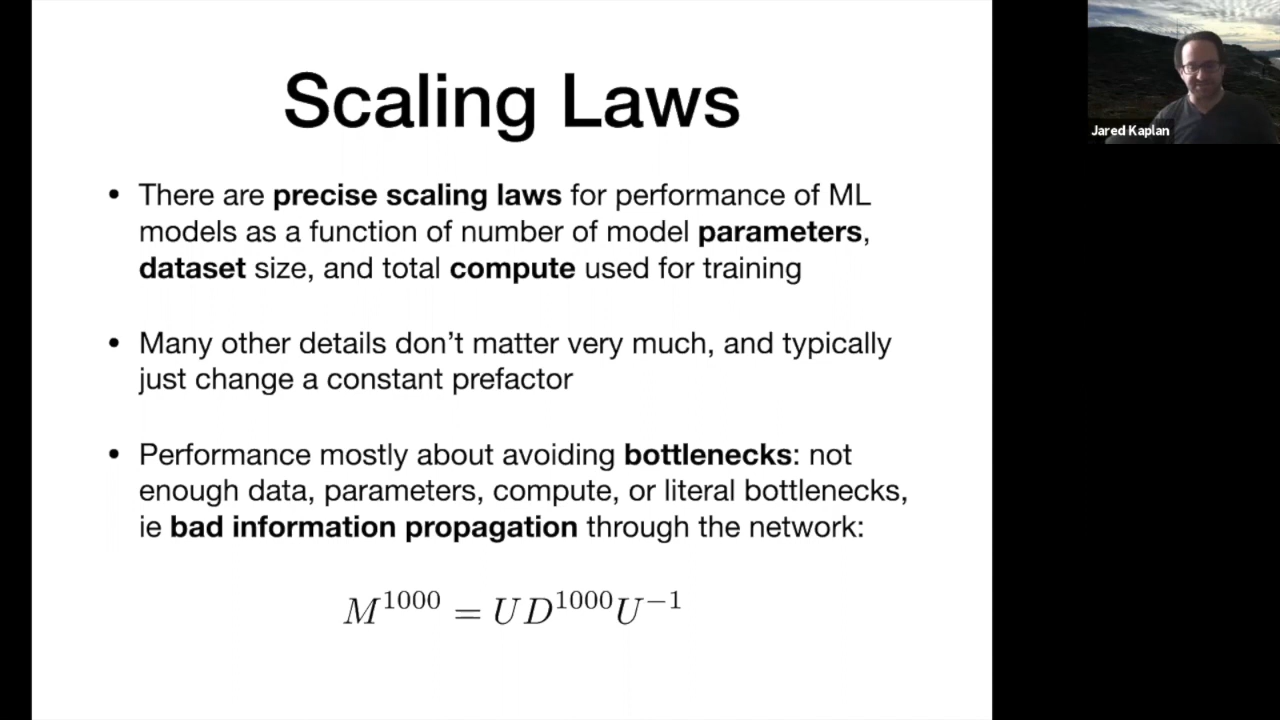 Scaling Laws
• There are precise scaling laws for performance of ML
models as a function of number of model parameters,
dataset size, and total compute used for training
• Many other details don’t matter very much, and typically
just change a constant prefactor
• Performance mostly about avoiding bottlenecks: not
enough data, parameters, compute, or literal bottlenecks,
ie bad information propagation through the network:
M^{1000} = UD^{1000}U^{-1}
Jared Kaplan